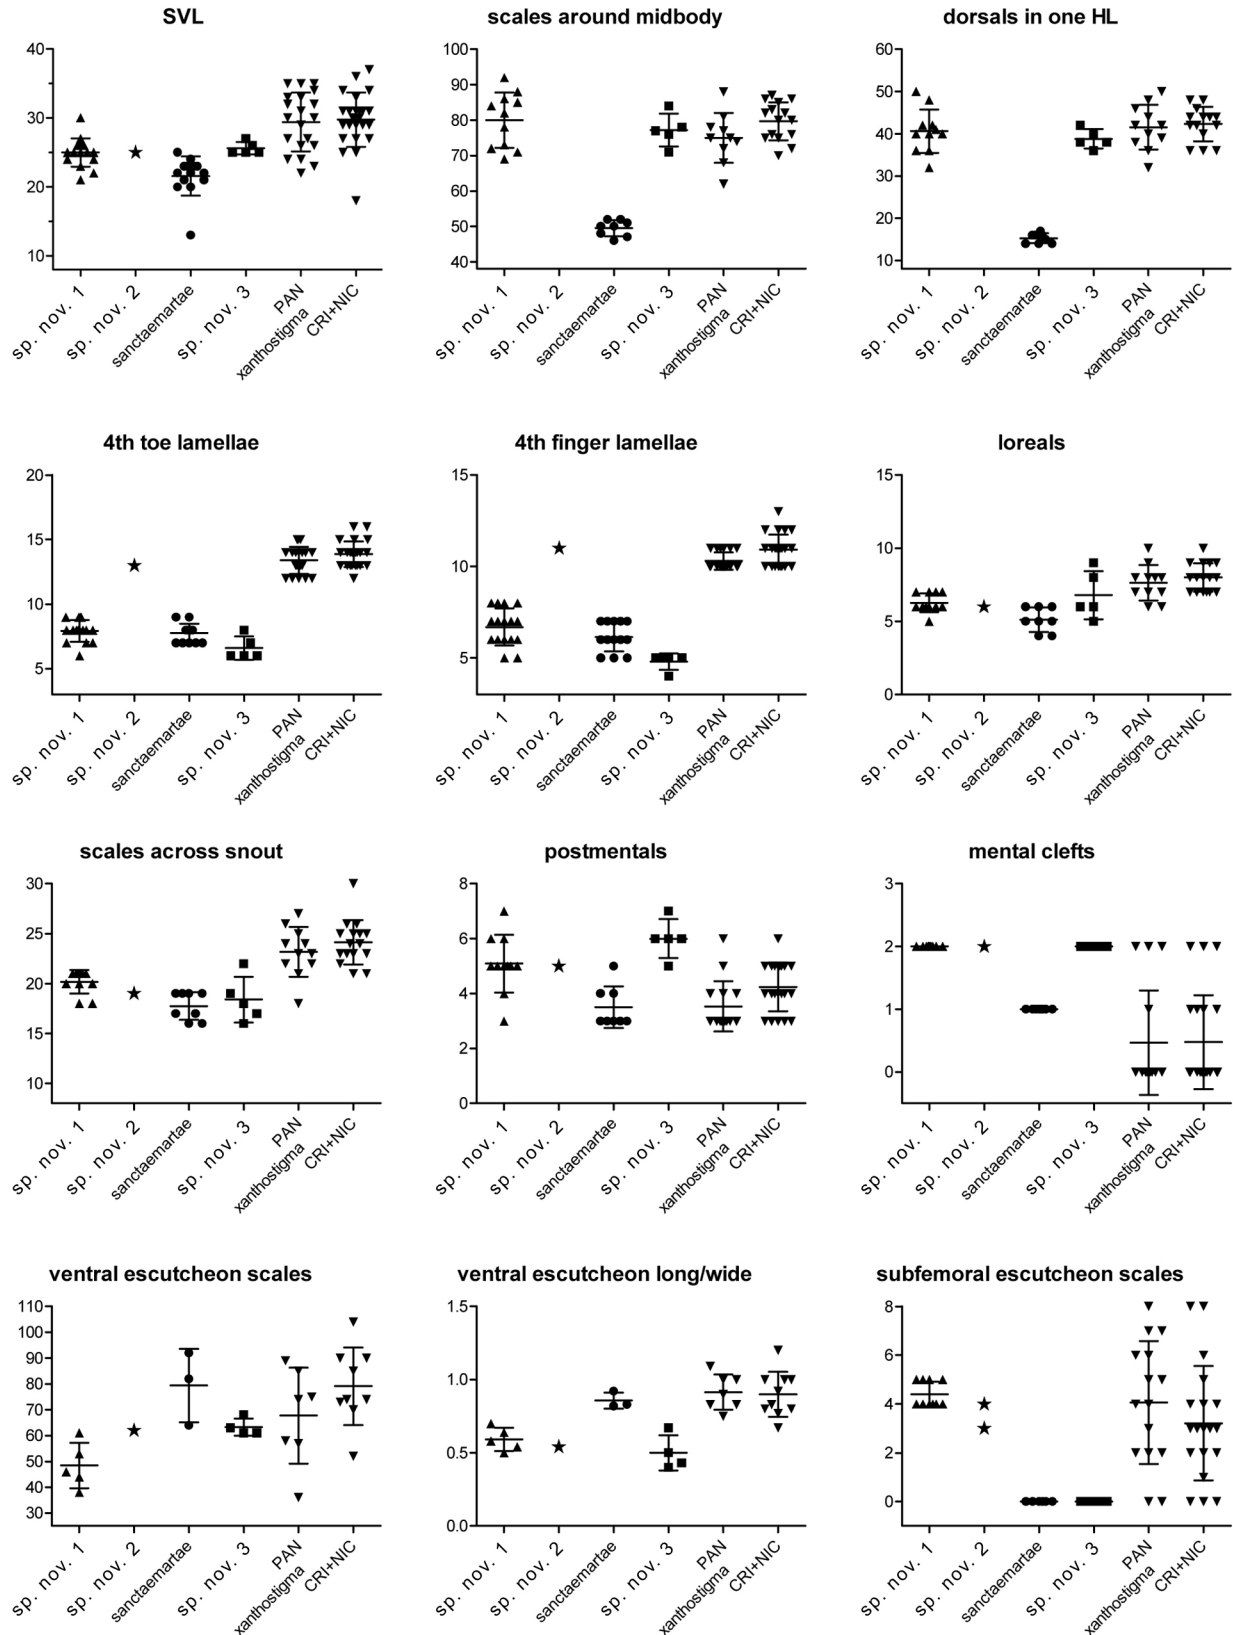 SVL
40
30
20
10
sp. nov. 1
sp. nov. 2
sanctaemartae
sp. nov. 3
PAN
xanthostigma
CRI+NIC
scales around midbody
100
90
80
70
60
50
40
sp. nov. 1
sp. nov. 2
sanctaemartae
sp. nov. 3
PAN
xanthostigma
CRI+NIC
dorsals in one HL
60
50
40
30
20
10
sp. nov. 1
sp. nov. 2
sanctaemartae
sp. nov. 3
PAN
xanthostigma
CRI+NIC
4th toe lamellae
20
15
10
5
sp. nov. 1
sp. nov. 2
sanctaemartae
sp. nov. 3
PAN
xanthostigma
CRI+NIC
4th finger lamellae
15
10
5
sp. nov. 1
sp. nov. 2
sanctaemartae
sp. nov. 3
PAN
xanthostigma
CRI+NIC
loreals
15
10
5
0
sp. nov. 1
sp. nov. 2
sanctaemartae
sp. nov. 3
PAN
xanthostigma
CRI+NIC
scales across snout
30
25
20
15
10
sp. nov. 1
sp. nov. 2
sanctaemartae
sp. nov. 3
PAN
xanthostigma
CRI+NIC
postmentals
8
6
4
2
0
sp. nov. 1
sp. nov. 2
sanctaemartae
sp. nov. 3
PAN
xanthostigma
CRI+NIC
mental clefts
3
2
1
0
sp. nov. 1
sp. nov. 2
sanctaemartae
sp. nov. 3
PAN
xanthostigma
CRI+NIC
ventral escutcheon scales
110
100
90
80
70
60
50
40
30
sp. nov. 1
sp. nov. 2
sanctaemartae
sp. nov. 3
PAN
xanthostigma
CRI+NIC
ventral escutcheon long/wide
1.5
1.0
0.5
0.0
sp. nov. 1
sp. nov. 2
sanctaemartae
sp. nov. 3
PAN
xanthostigma
CRI+NIC
subfemoral escutcheon scales
8
6
4
2
0
sp. nov. 1
sp. nov. 2
sanctaemartae
sp. nov. 3
PAN
xanthostigma
CRI+NIC